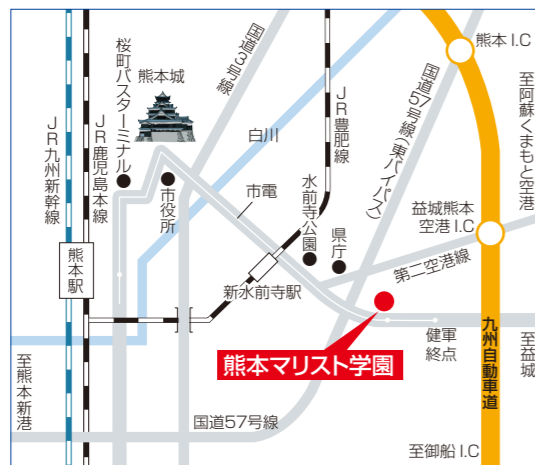 熊本城
桜町バスターミナル
JR九州新幹線
JR鹿児島本線
熊本駅
市役所
国道3号線
白川
市電
JR豊肥線
水前寺公園
県庁
新水前寺駅
国道57号線(東バイパス)
熊本I.C
至阿蘇くまもと空港
益城熊本
空港I.C
第二空港線
熊本マリスト学園
健軍
終点
九州自動車道
至益城
至熊本新港
国道57号線
至御船I.C